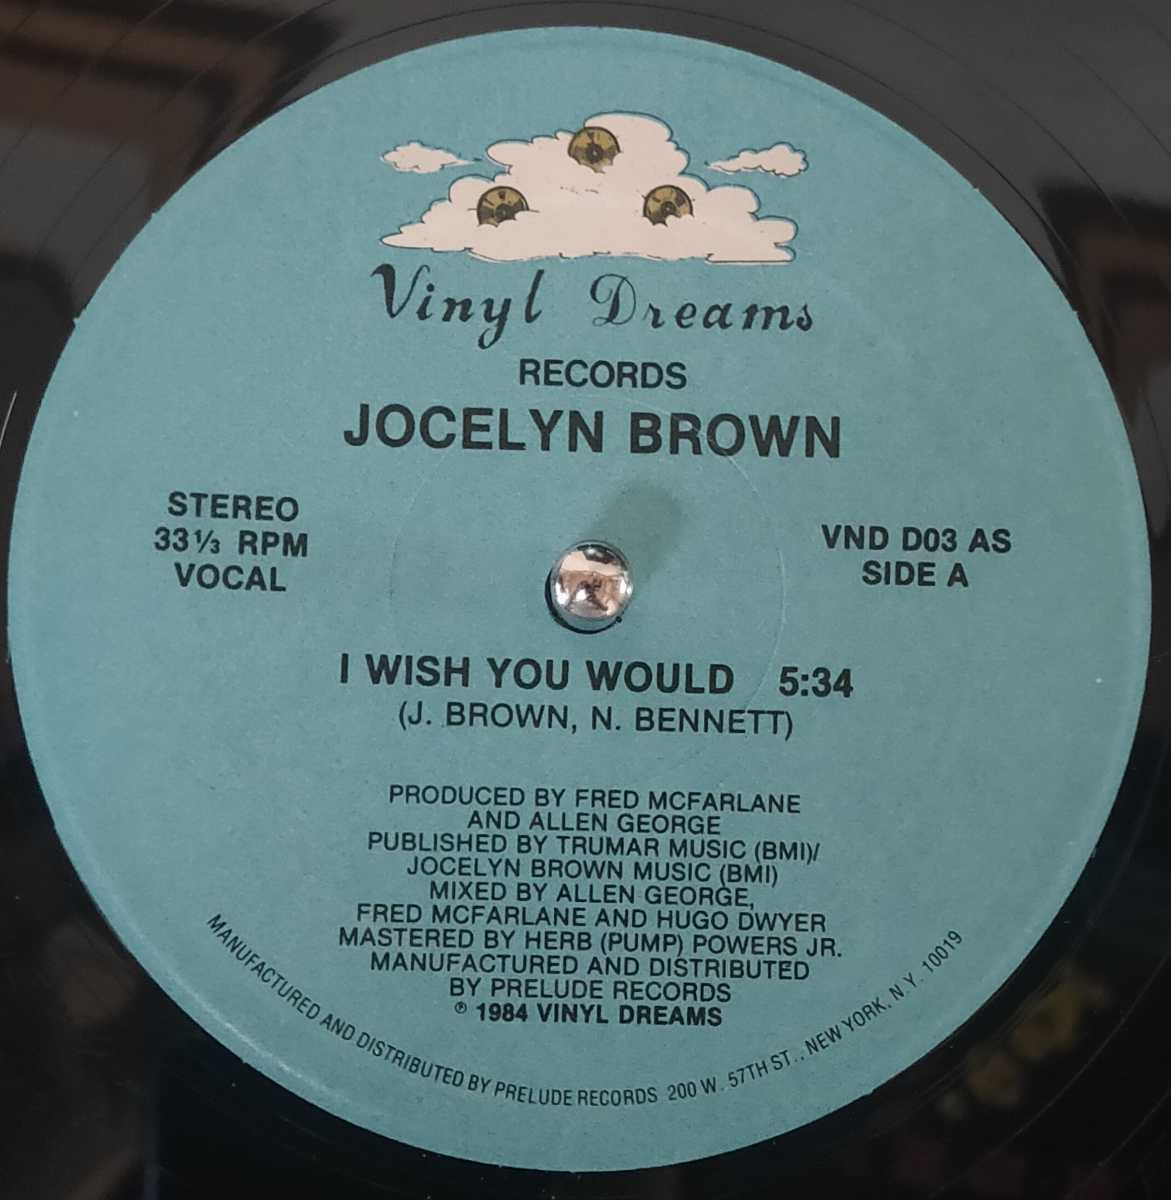 Vinyl Dreams
RECORDS
JOCELYN BROWN
STEREO
33⅓ RPM
VOCAL
VND D03 AS
SIDE A
I WISH YOU WOULD 5:34
(J. BROWN, N. BENNETT)
PRODUCED BY FRED MCFARLANE
AND ALLEN GEORGE
PUBLISHED BY TRUMAR MUSIC (BMI)/
JOCELYN BROWN MUSIC (BMI)
MIXED BY ALLEN GEORGE,
FRED MCFARLANE AND HUGO DWYER
MASTERED BY HERB (PUMP) POWERS JR.
MANUFACTURED AND DISTRIBUTED
BY PRELUDE RECORDS
℗ 1984 VINYL DREAMS
MANUFACTURED AND DISTRIBUTED BY PRELUDE RECORDS 200 W. 57TH ST., NEW YORK, N.Y. 10019